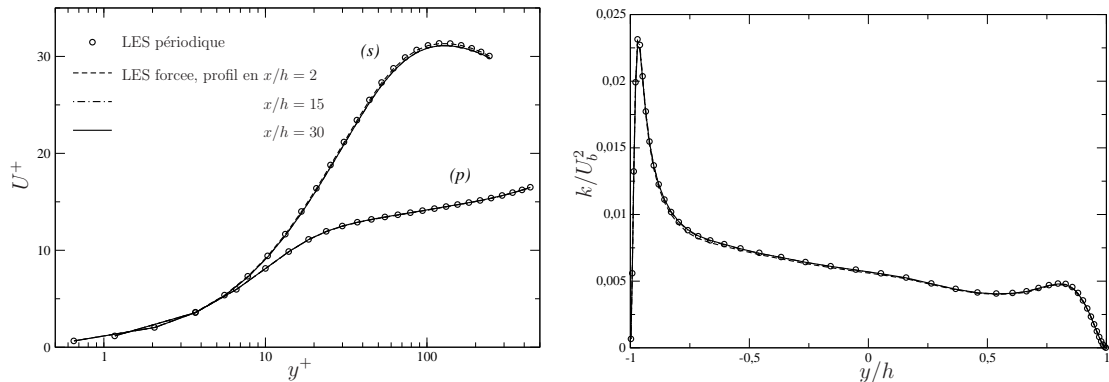 30
20
10
0
U⁺
1
10
100
y⁺
LES périodique
LES forcee, profil en x/h = 2
x/h = 15
x/h = 30
(s)
(p)
0,025
0,02
0,015
0,01
0,005
0
k/U_b^2
-1
-0,5
0
0,5
1
y/h